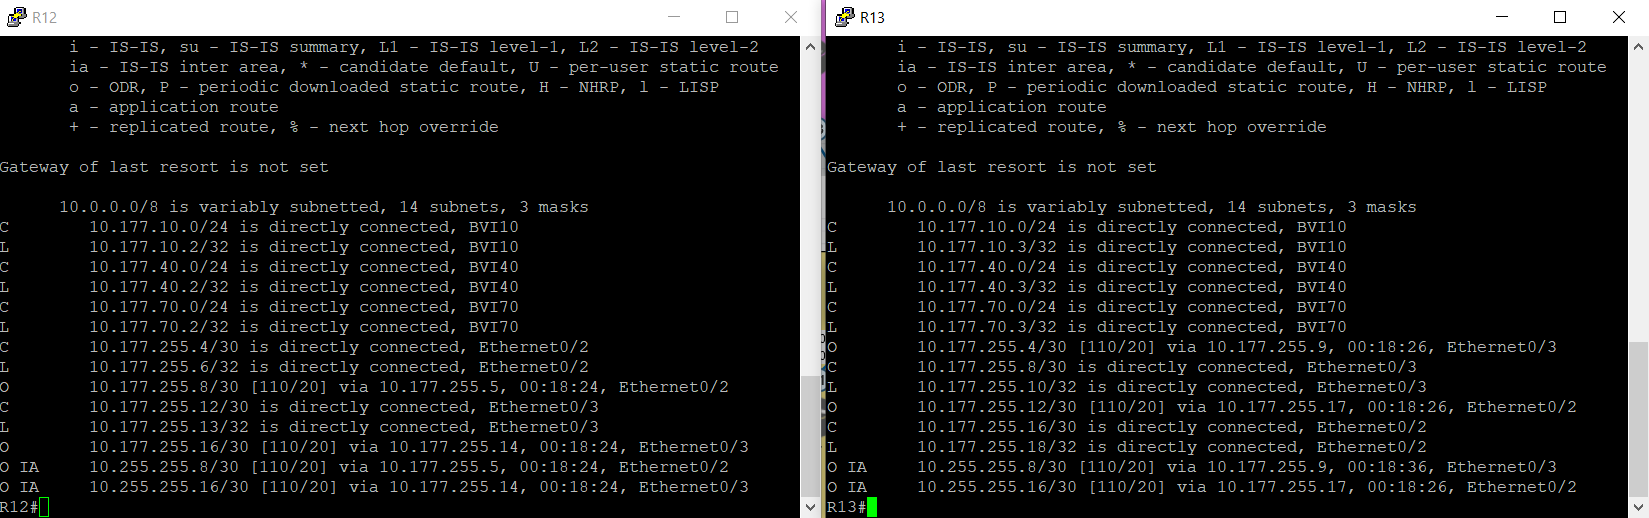 R12
i - IS-IS, su - IS-IS summary, L1 - IS-IS level-1, L2 - IS-IS level-2
ia - IS-IS inter area, * - candidate default, U - per-user static route
o - ODR, P - periodic downloaded static route, H - NHRP, l - LISP
a - application route
+ - replicated route, % - next hop override
Gateway of last resort is not set
10.0.0.0/8 is variably subnetted, 14 subnets, 3 masks
C 10.177.10.0/24 is directly connected, BVI10
L 10.177.10.2/32 is directly connected, BVI10
C 10.177.40.0/24 is directly connected, BVI40
L 10.177.40.2/32 is directly connected, BVI40
C 10.177.70.0/24 is directly connected, BVI70
L 10.177.70.2/32 is directly connected, BVI70
C 10.177.255.4/30 is directly connected, Ethernet0/2
L 10.177.255.6/32 is directly connected, Ethernet0/2
O 10.177.255.8/30 [110/20] via 10.177.255.5, 00:18:24, Ethernet0/2
C 10.177.255.12/30 is directly connected, Ethernet0/3
L 10.177.255.13/32 is directly connected, Ethernet0/3
O 10.177.255.16/30 [110/20] via 10.177.255.14, 00:18:24, Ethernet0/3
O IA 10.255.255.8/30 [110/20] via 10.177.255.5, 00:18:24, Ethernet0/2
O IA 10.255.255.16/30 [110/20] via 10.177.255.14, 00:18:24, Ethernet0/3
R12#
R13
i - IS-IS, su - IS-IS summary, L1 - IS-IS level-1, L2 - IS-IS level-2
ia - IS-IS inter area, * - candidate default, U - per-user static route
o - ODR, P - periodic downloaded static route, H - NHRP, l - LISP
a - application route
+ - replicated route, % - next hop override
Gateway of last resort is not set
10.0.0.0/8 is variably subnetted, 14 subnets, 3 masks
C 10.177.10.0/24 is directly connected, BVI10
L 10.177.10.3/32 is directly connected, BVI10
C 10.177.40.0/24 is directly connected, BVI40
L 10.177.40.3/32 is directly connected, BVI40
C 10.177.70.0/24 is directly connected, BVI70
L 10.177.70.3/32 is directly connected, BVI70
O 10.177.255.4/30 [110/20] via 10.177.255.9, 00:18:26, Ethernet0/3
C 10.177.255.8/30 is directly connected, Ethernet0/3
L 10.177.255.10/32 is directly connected, Ethernet0/3
O 10.177.255.12/30 [110/20] via 10.177.255.17, 00:18:26, Ethernet0/2
C 10.177.255.16/30 is directly connected, Ethernet0/2
L 10.177.255.18/32 is directly connected, Ethernet0/2
O IA 10.255.255.8/30 [110/20] via 10.177.255.9, 00:18:36, Ethernet0/3
O IA 10.255.255.16/30 [110/20] via 10.177.255.17, 00:18:26, Ethernet0/2
R13#